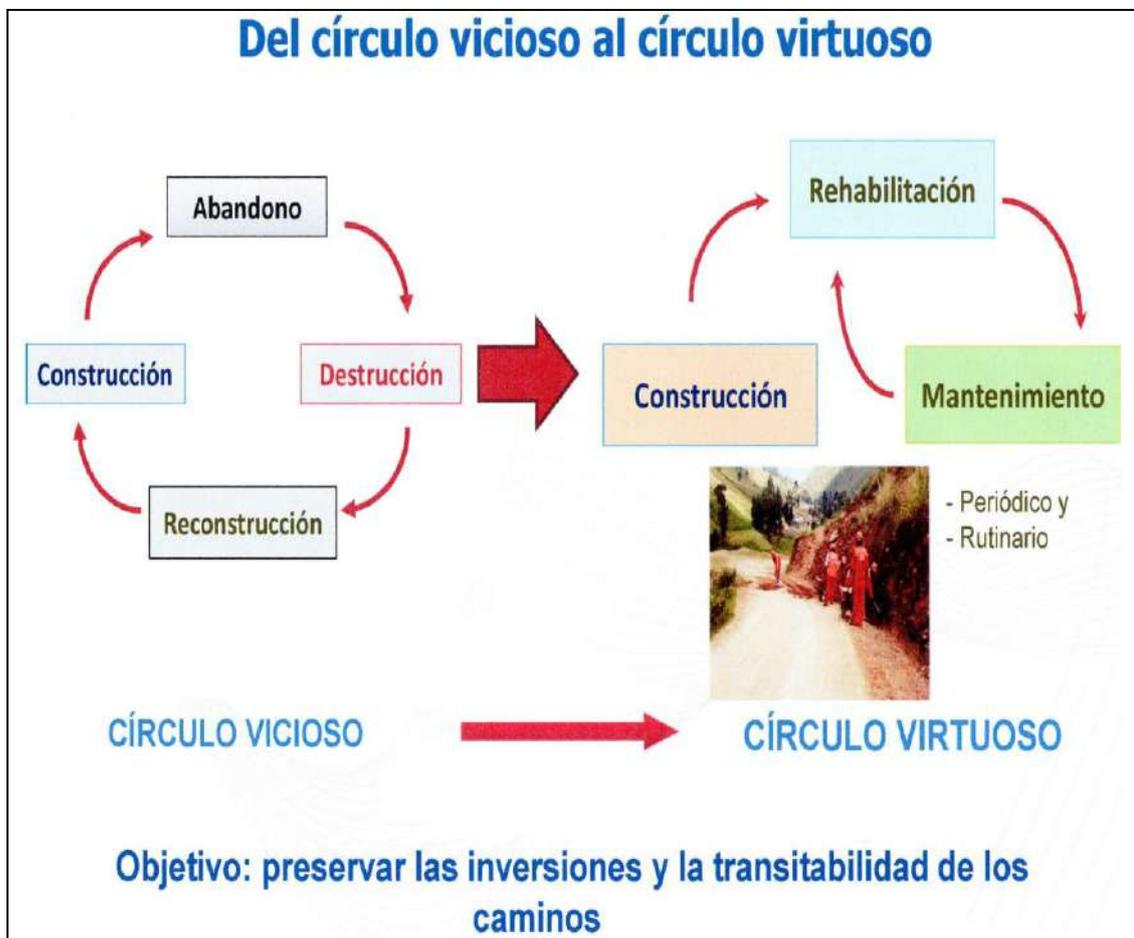 Del círculo vicioso al círculo virtuoso
Abandono
Construcción
Destrucción
Reconstrucción
Rehabilitación
Construcción
Mantenimiento
- Periódico y
- Rutinario
CÍRCULO VICIOSO
CÍRCULO VIRTUOSO
Objetivo: preservar las inversiones y la transitabilidad de los
caminos